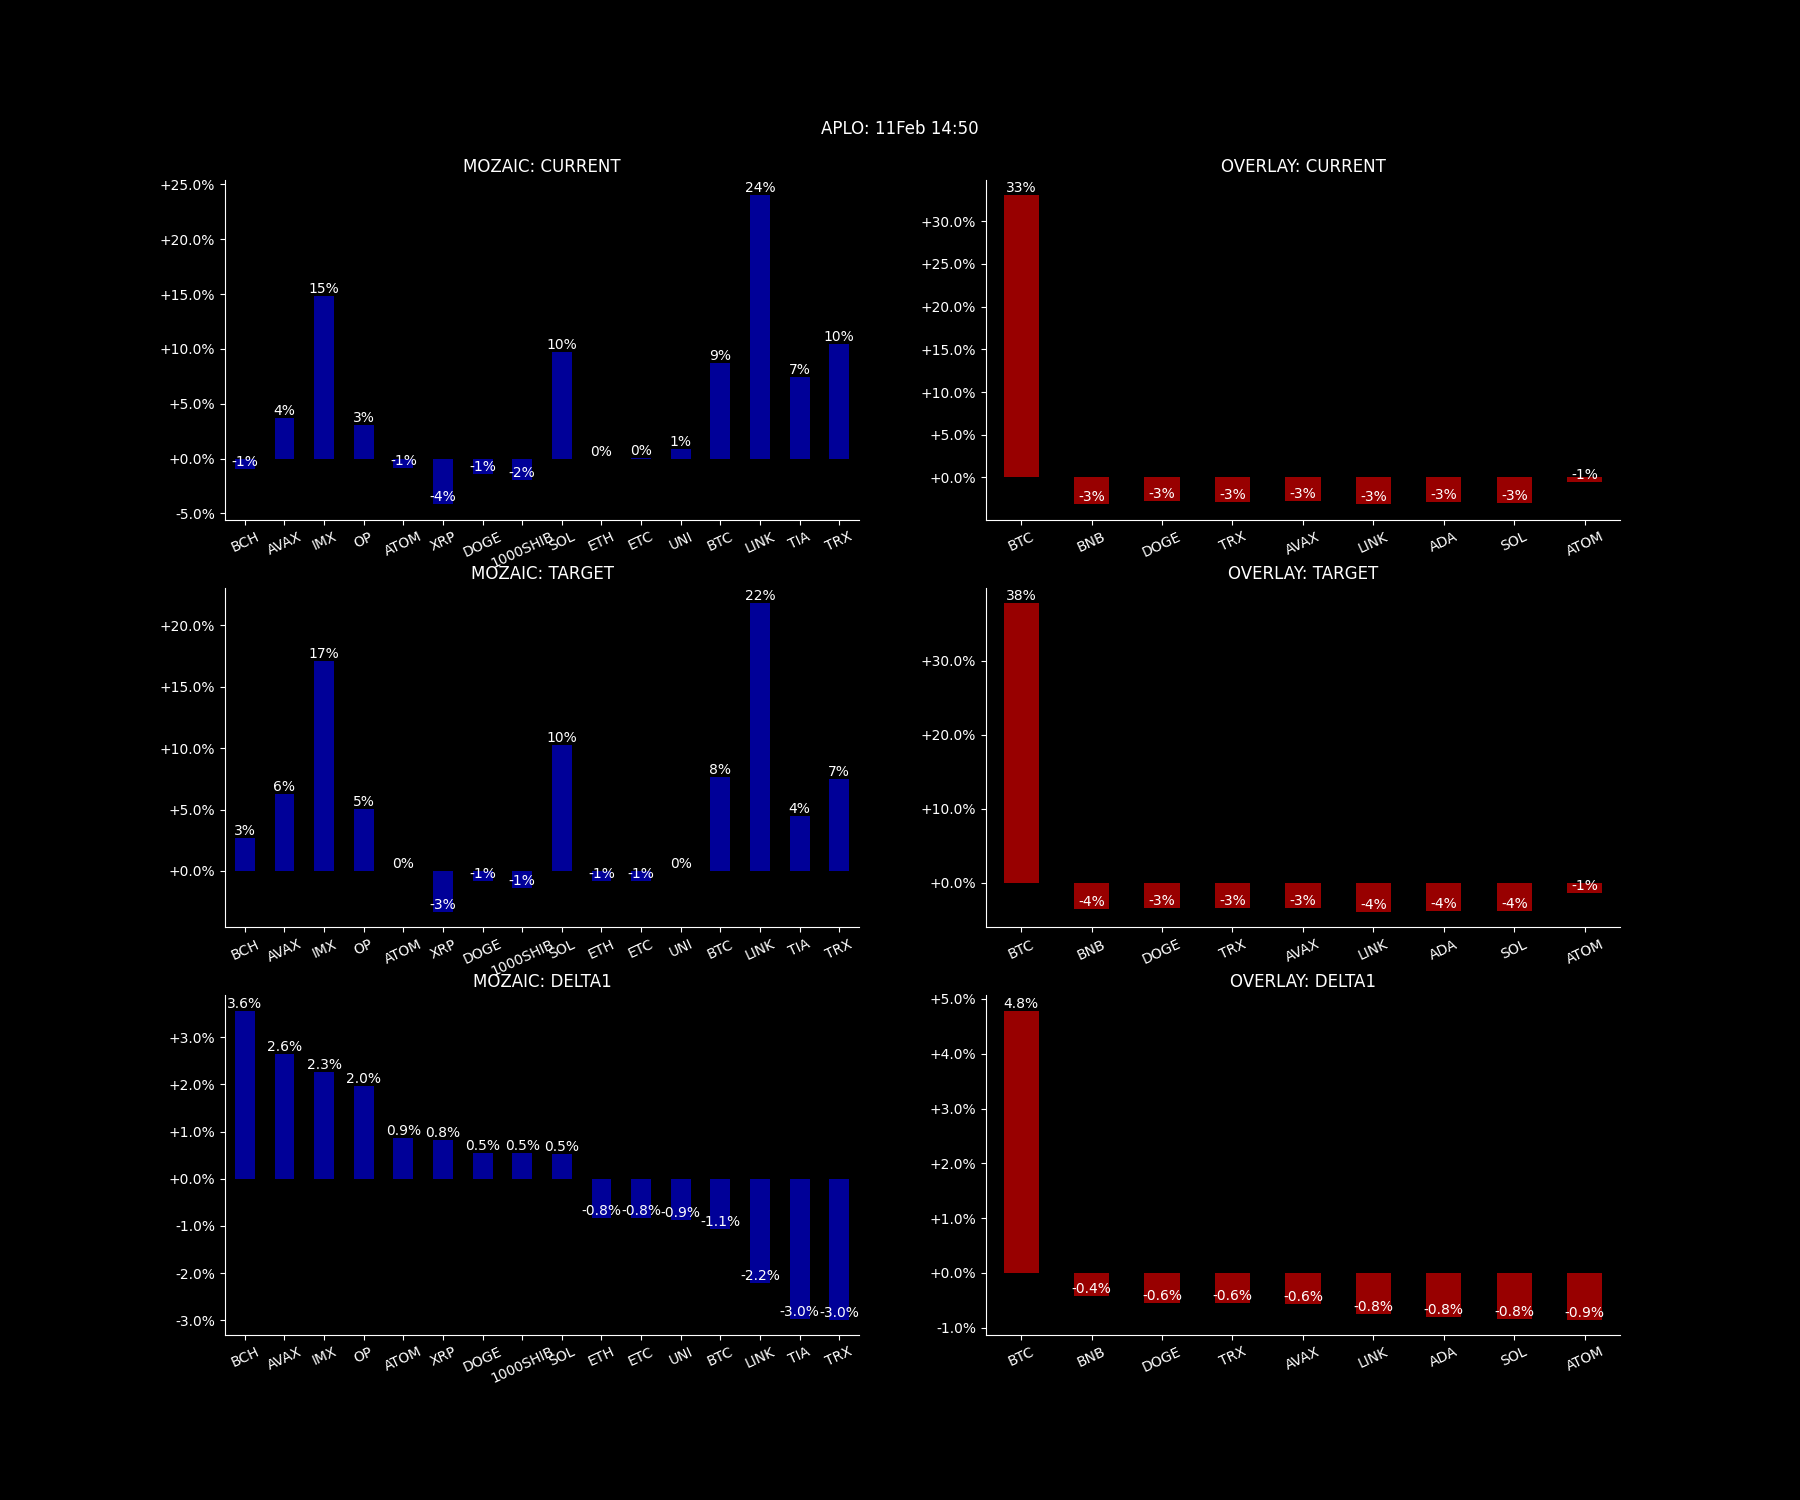 APLO: 11Feb 14:50
MOZAIC: CURRENT
+25.0%
+20.0%
+15.0%
+10.0%
+5.0%
+0.0%
-5.0%
-1%
4%
15%
3%
-1%
-4%
-1%
-2%
10%
0%
0%
1%
9%
24%
7%
10%
BCH
AVAX
IMX
OP
ATOM
XRP
DOGE
1000SHIB
SOL
ETH
ETC
UNI
BTC
LINK
TIA
TRX
OVERLAY: CURRENT
+30.0%
+25.0%
+20.0%
+15.0%
+10.0%
+5.0%
+0.0%
33%
-3%
-3%
-3%
-3%
-3%
-3%
-3%
-1%
BTC
BNB
DOGE
TRX
AVAX
LINK
ADA
SOL
ATOM
MOZAIC: TARGET
+20.0%
+15.0%
+10.0%
+5.0%
+0.0%
3%
6%
17%
5%
0%
-3%
-1%
-1%
10%
-1%
-1%
0%
8%
22%
4%
7%
BCH
AVAX
IMX
OP
ATOM
XRP
DOGE
1000SHIB
SOL
ETH
ETC
UNI
BTC
LINK
TIA
TRX
OVERLAY: TARGET
+30.0%
+20.0%
+10.0%
+0.0%
38%
-4%
-3%
-3%
-3%
-4%
-4%
-4%
-1%
BTC
BNB
DOGE
TRX
AVAX
LINK
ADA
SOL
ATOM
MOZAIC: DELTA1
+3.0%
+2.0%
+1.0%
+0.0%
-1.0%
-2.0%
-3.0%
3.6%
2.6%
2.3%
2.0%
0.9%
0.8%
0.5%
0.5%
0.5%
-0.8%
-0.8%
-0.9%
-1.1%
-2.2%
-3.0%
-3.0%
BCH
AVAX
IMX
OP
ATOM
XRP
DOGE
1000SHIB
SOL
ETH
ETC
UNI
BTC
LINK
TIA
TRX
OVERLAY: DELTA1
+5.0%
+4.0%
+3.0%
+2.0%
+1.0%
+0.0%
-1.0%
4.8%
-0.4%
-0.6%
-0.6%
-0.6%
-0.8%
-0.8%
-0.8%
-0.9%
BTC
BNB
DOGE
TRX
AVAX
LINK
ADA
SOL
ATOM